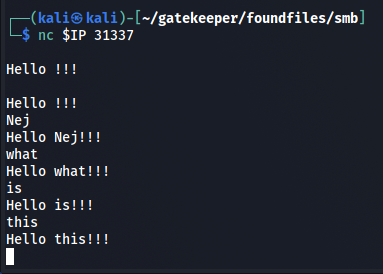 (kali㉿kali)-[~/gatekeeper/foundfiles/smb]
$ nc $IP 31337
Hello !!!
Hello !!!
Nej
Hello Nej!!!
what
Hello what!!!
is
Hello is!!!
this
Hello this!!!